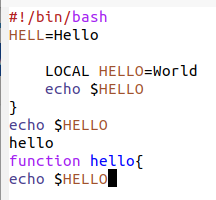 #!/bin/bash
HELL=Hello
LOCAL HELLO=World
echo $HELLO
}
echo $HELLO
hello
function hello{
echo $HELLO